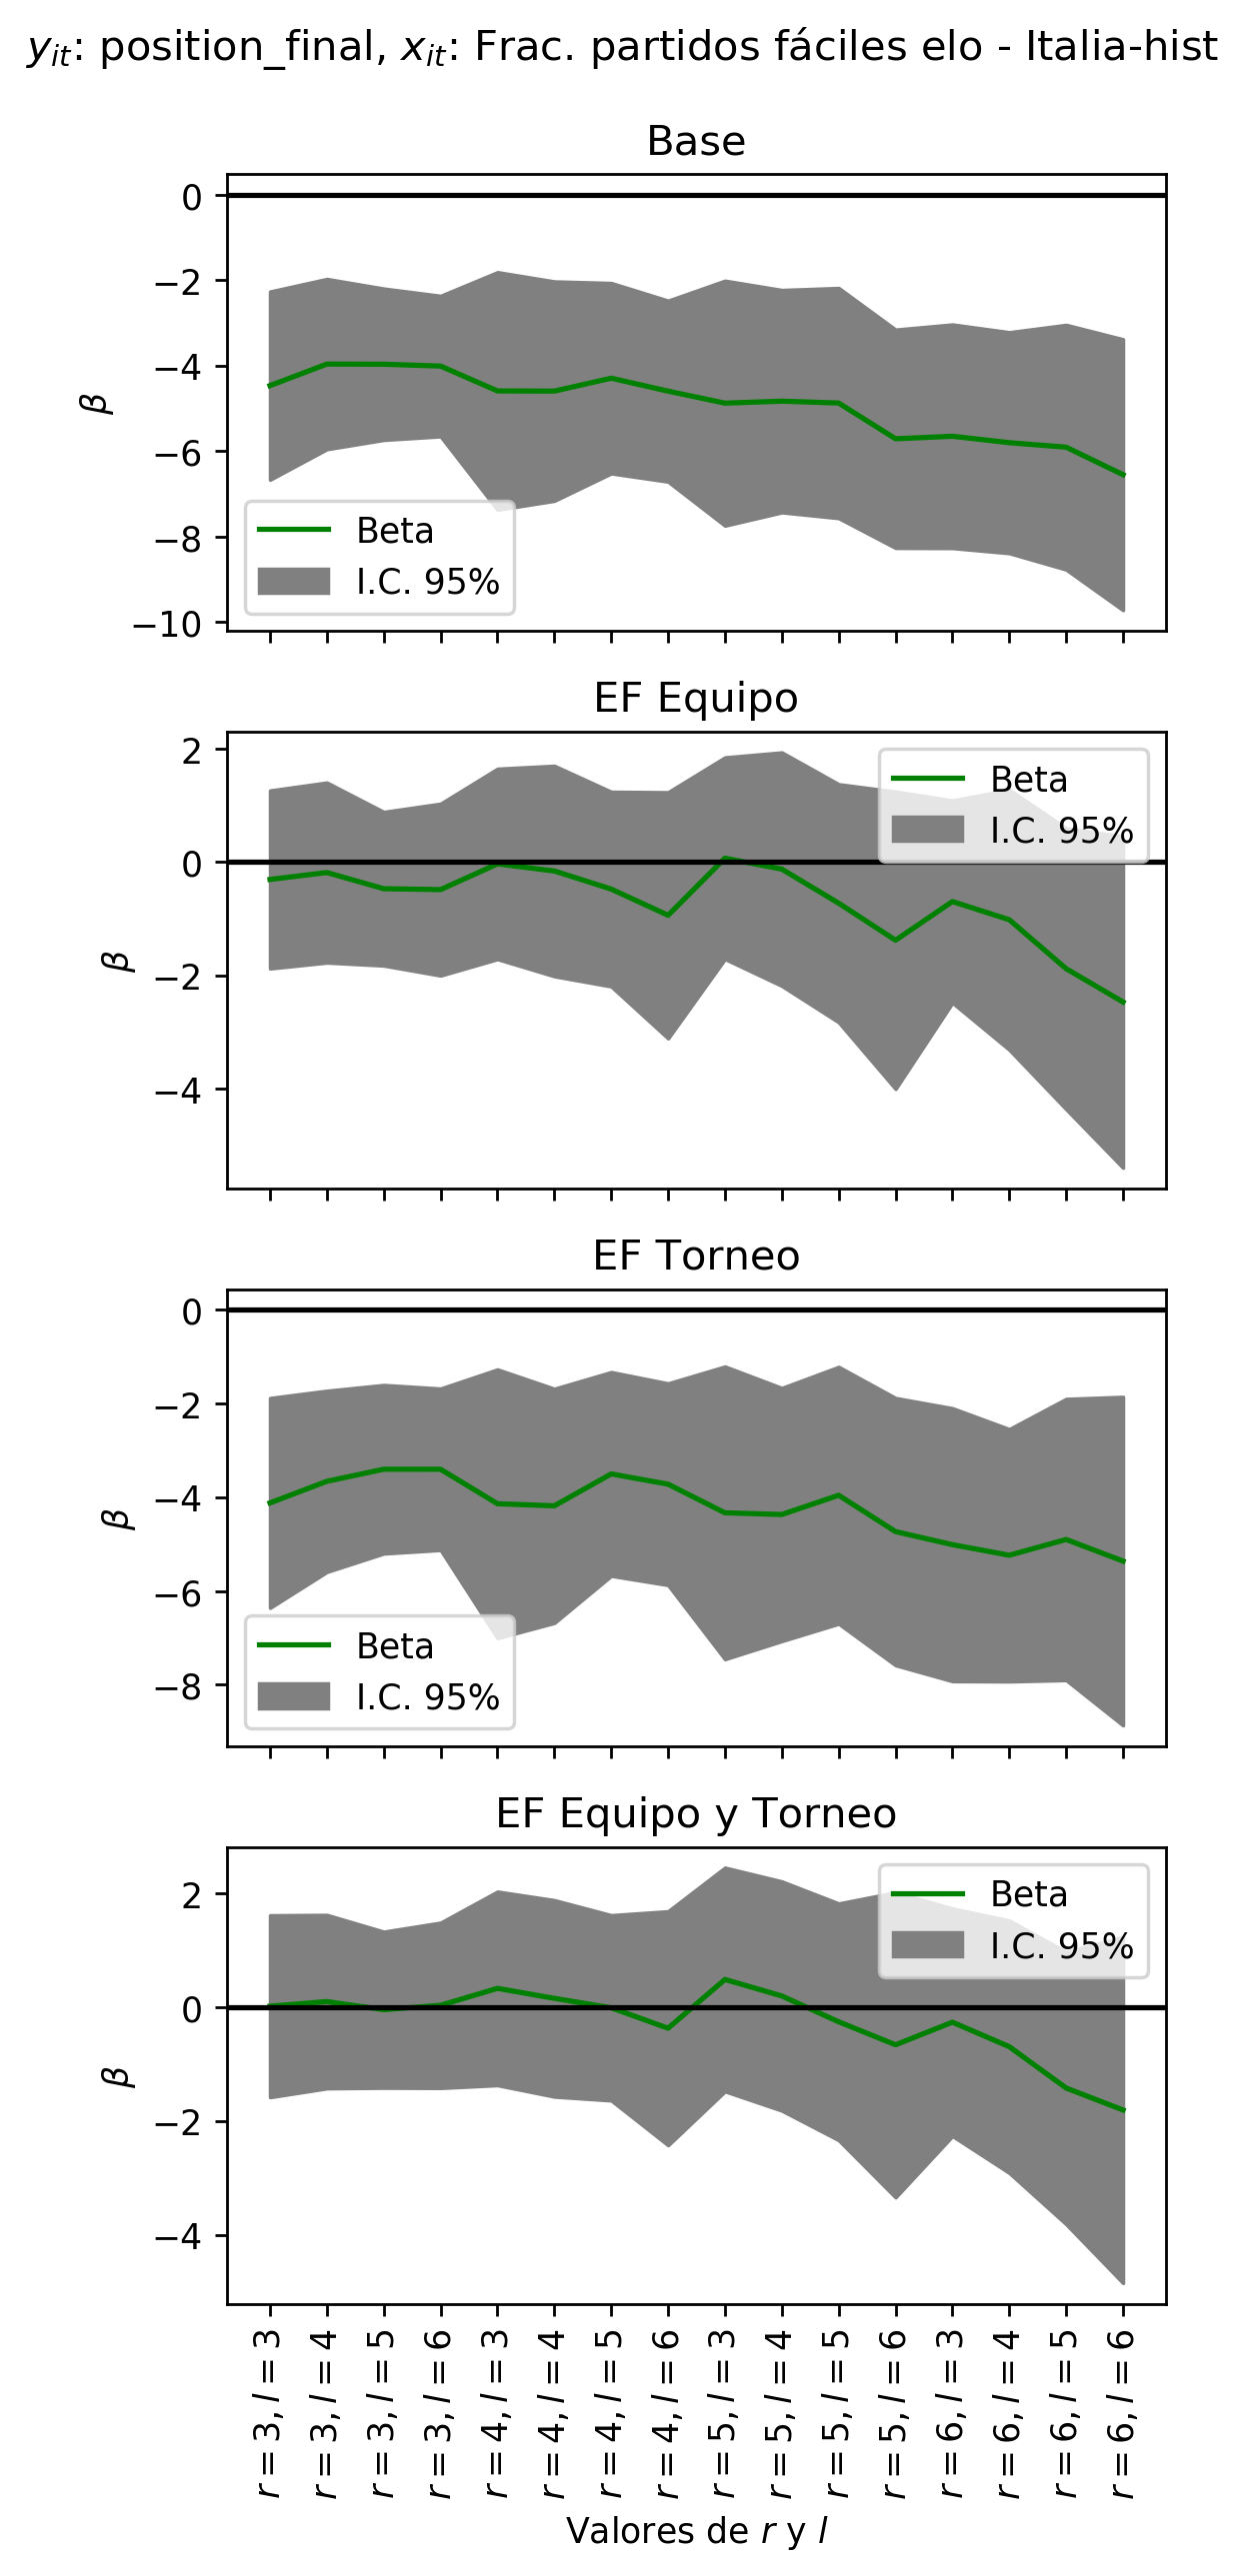 y_{it}: position_final, x_{it}: Frac. partidos fáciles elo - Italia-hist
Base
0
−2
−4
−6
−8
−10
β
Beta
I.C. 95%
EF Equipo
2
0
−2
−4
β
Beta
I.C. 95%
EF Torneo
0
−2
−4
−6
−8
β
Beta
I.C. 95%
EF Equipo y Torneo
2
0
−2
−4
β
Beta
I.C. 95%
r = 3, l = 3
r = 3, l = 4
r = 3, l = 5
r = 3, l = 6
r = 4, l = 3
r = 4, l = 4
r = 4, l = 5
r = 4, l = 6
r = 5, l = 3
r = 5, l = 4
r = 5, l = 5
r = 5, l = 6
r = 6, l = 3
r = 6, l = 4
r = 6, l = 5
r = 6, l = 6
Valores de r y l